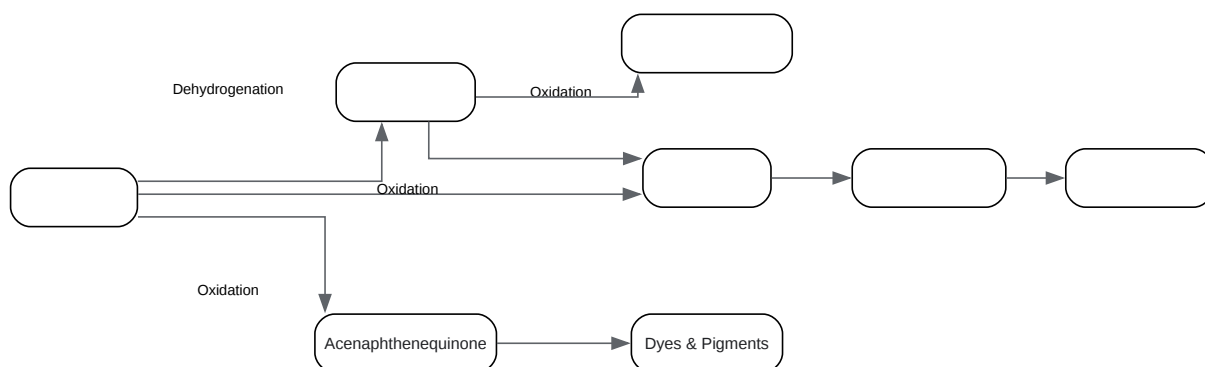 Dehydrogenation
Oxidation
Oxidation
Oxidation
Acenaphthenequinone
Dyes & Pigments